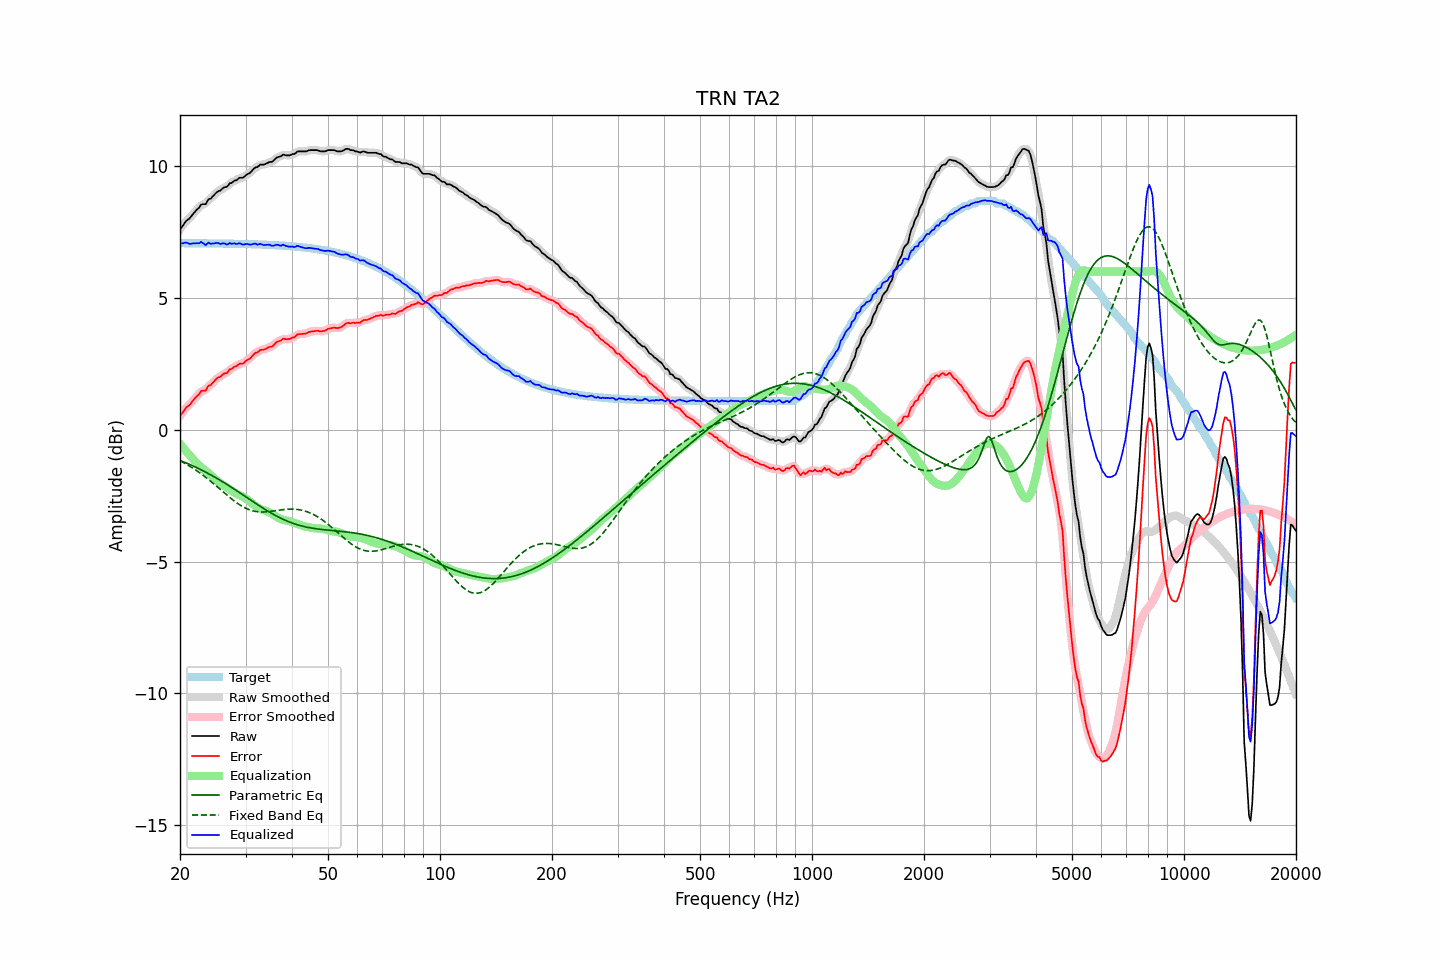 TRN TA2
Amplitude (dBr)
10
5
0
−5
−10
−15
Target
Raw Smoothed
Error Smoothed
Raw
Error
Equalization
Parametric Eq
Fixed Band Eq
Equalized
20 50 100 200 500 1000 2000 5000 10000 20000
Frequency (Hz)